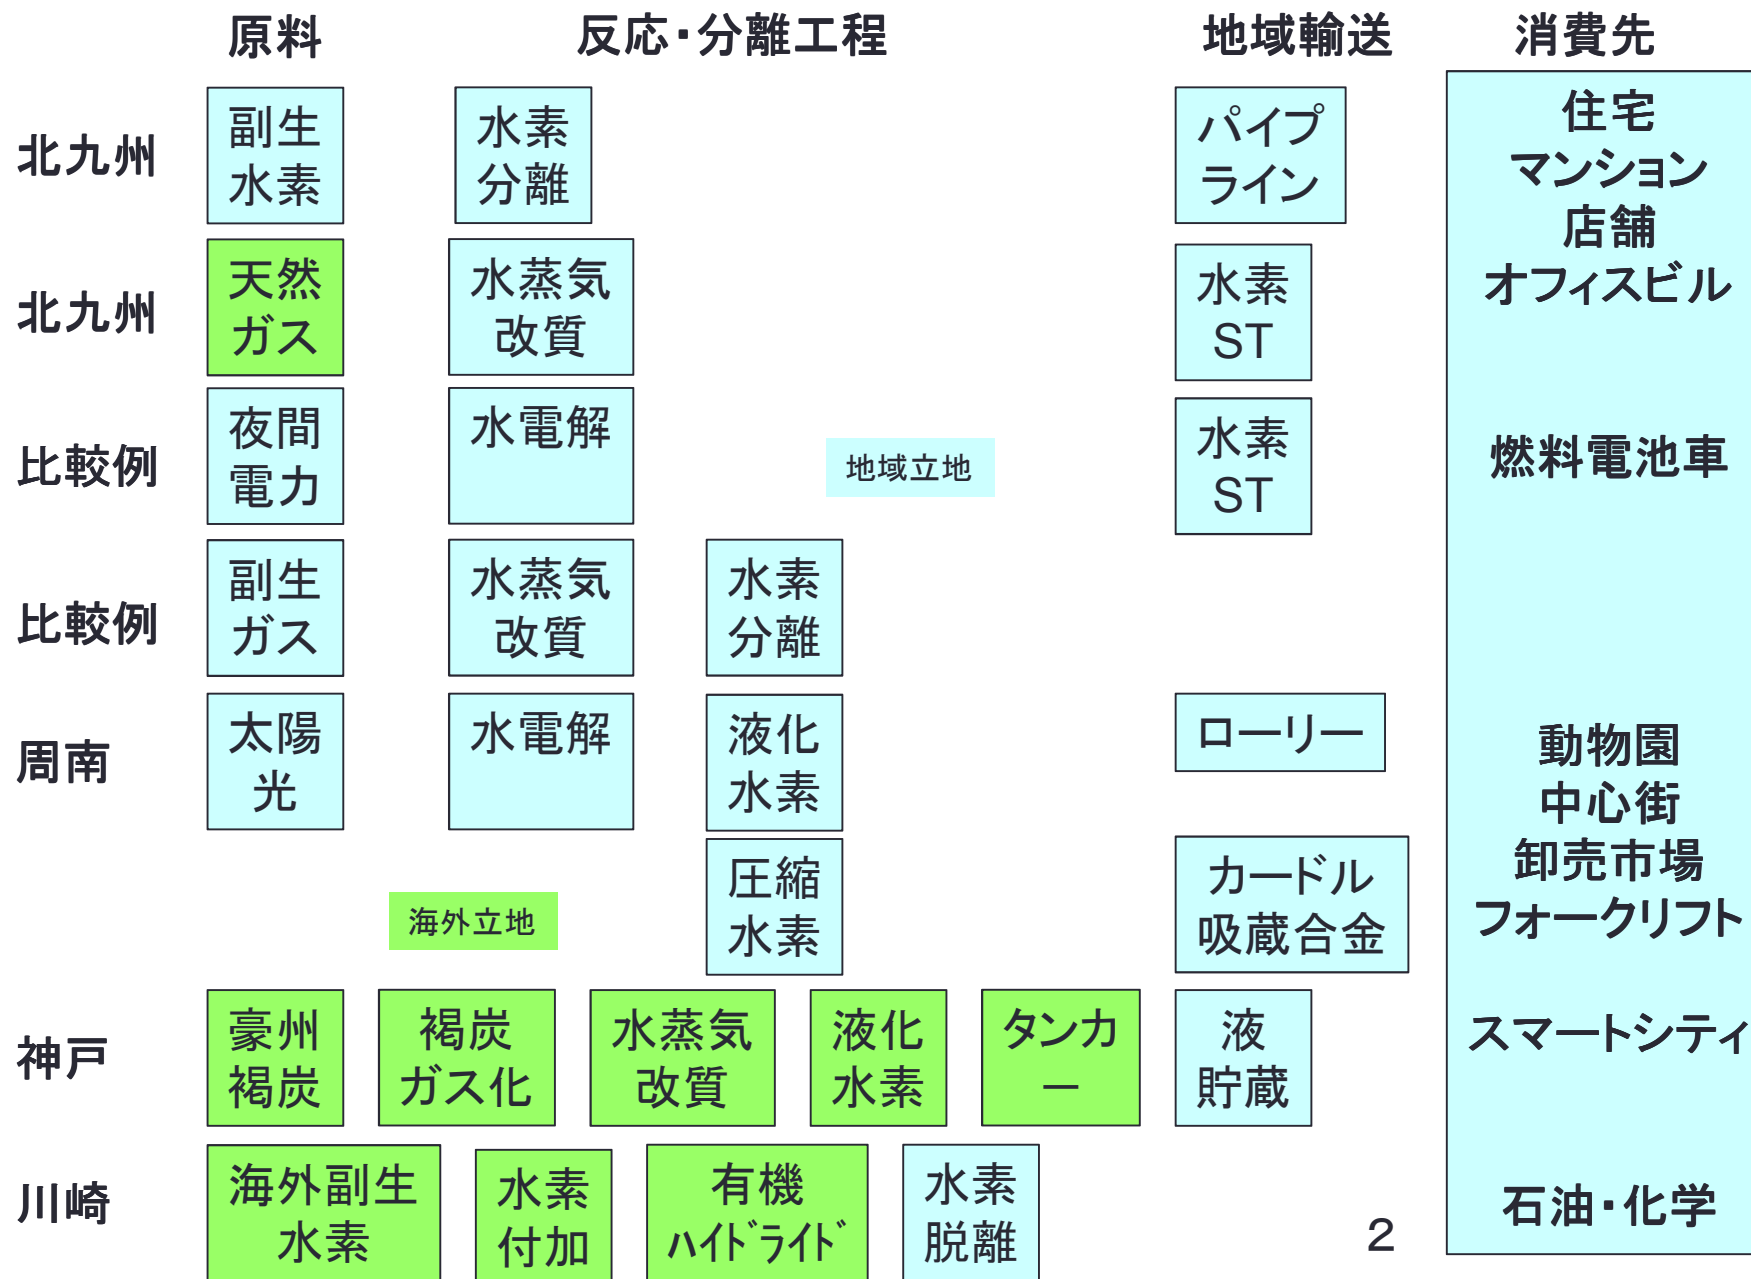 原料
反応・分離工程
地域輸送
消費先
北九州
副生
水素
水素
分離
パイプ
ライン
住宅
マンション
店舗
オフィスビル
北九州
天然
ガス
水蒸気
改質
水素
ST
比較例
夜間
電力
水電解
地域立地
水素
ST
燃料電池車
比較例
副生
ガス
水蒸気
改質
水素
分離
周南
太陽
光
水電解
液化
水素
ローリー
動物園
中心街
卸売市場
フォークリフト
海外立地
圧縮
水素
カードル
吸蔵合金
神戸
豪州
褐炭
褐炭
ガス化
水蒸気
改質
液化
水素
タンカ
ー
液
貯蔵
スマートシティ
川崎
海外副生
水素
水素
付加
有機
ﾊｲﾄﾞﾗｲﾄﾞ
水素
脱離
石油・化学
2